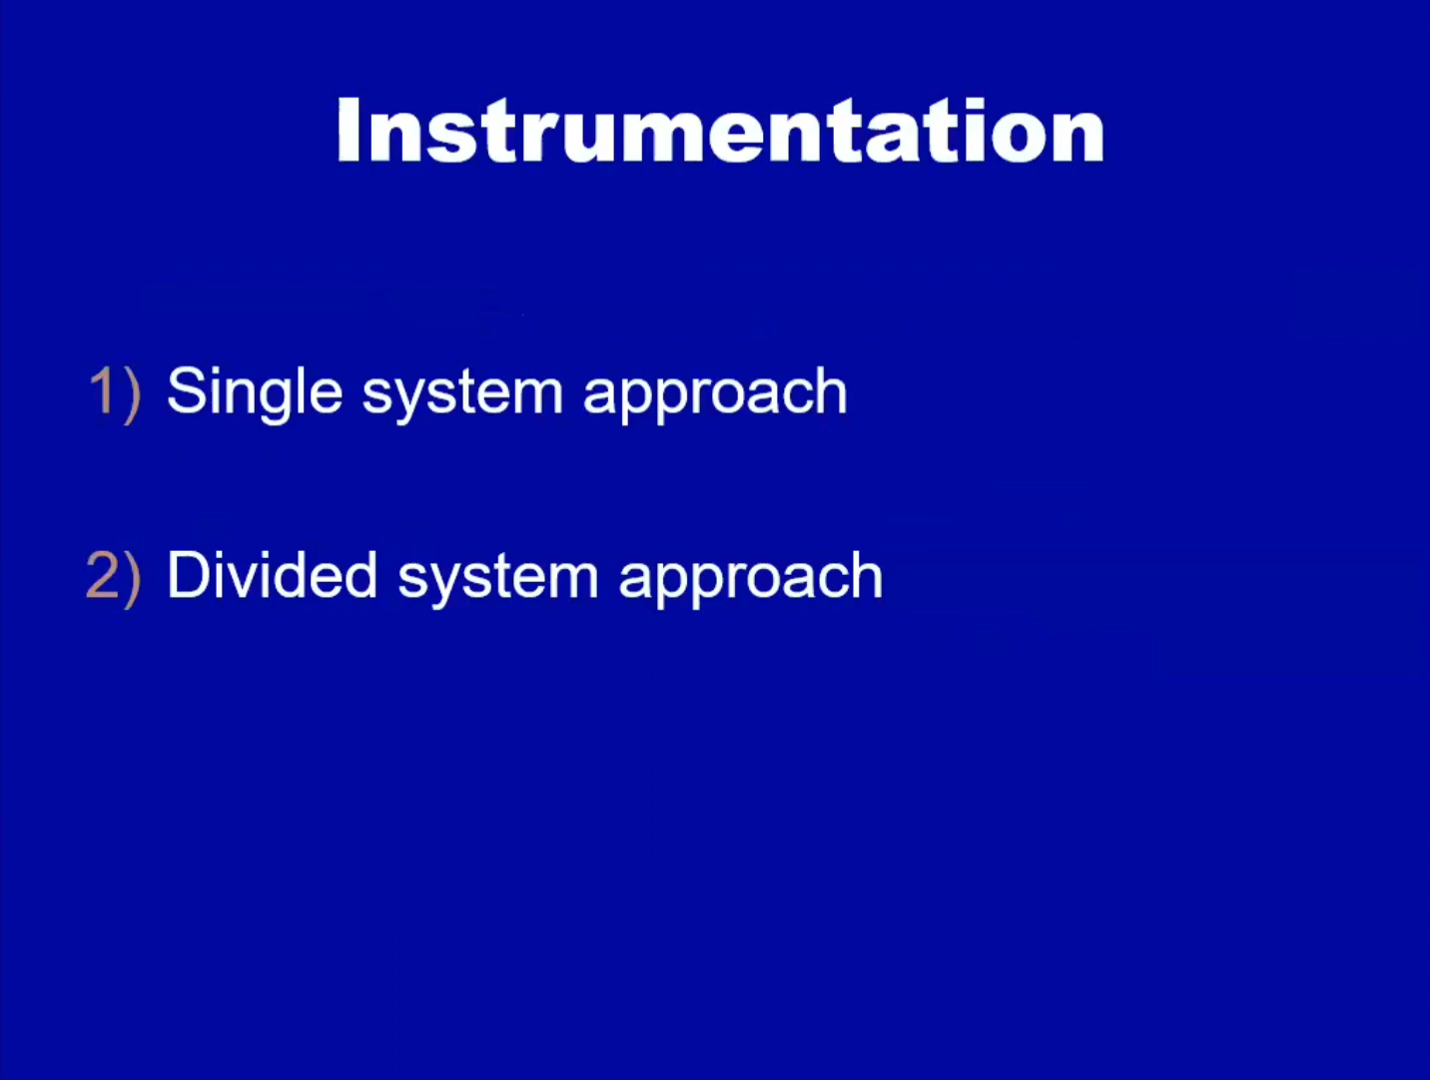 Instrumentation
1) Single system approach
2) Divided system approach